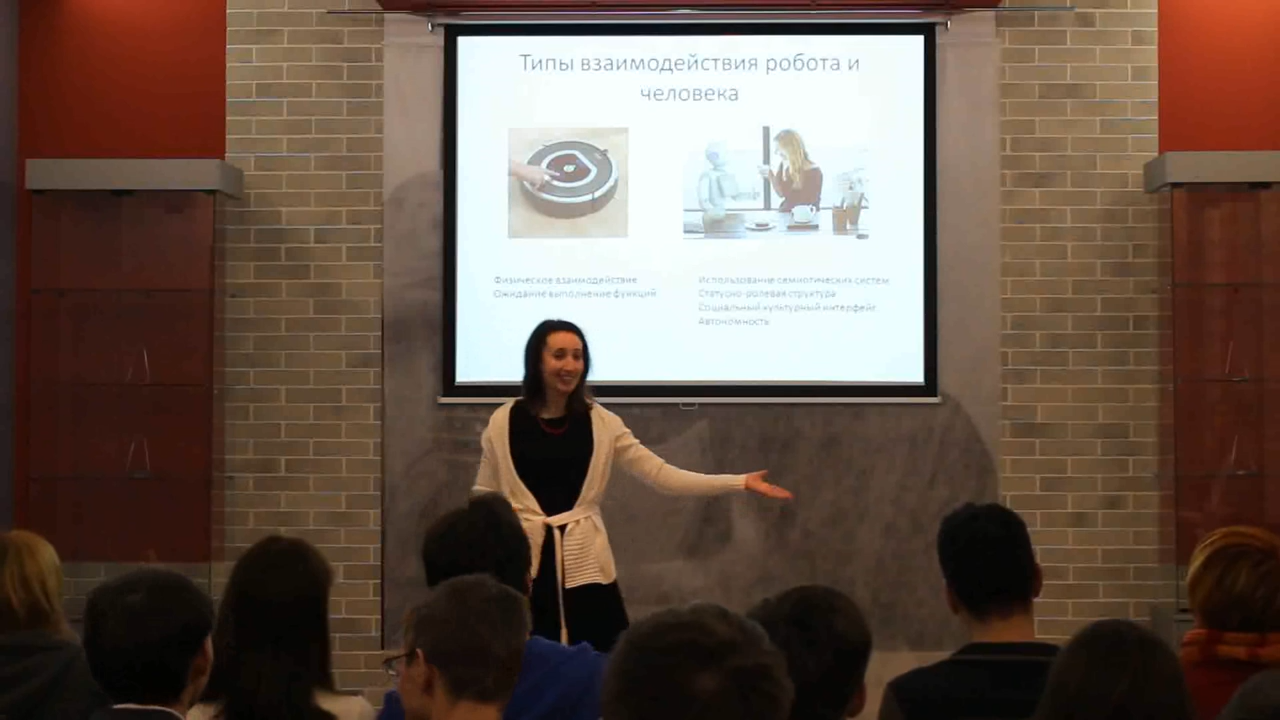 Типы взаимодействия робота и
человека
Физическое взаимодействие
Ожидание выполнение функций
Использование семиотических систем
Статусно-ролевая структура
Социальный культурный интерфейс
Автономность